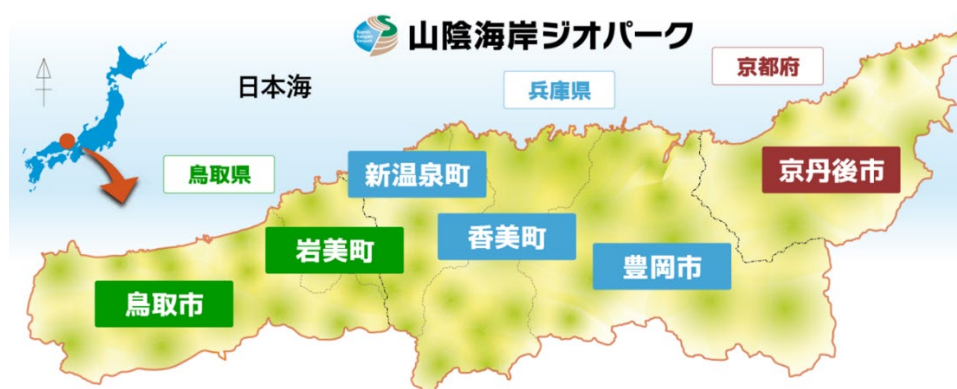 山陰海岸ジオパーク
京都府
日本海
兵庫県
鳥取県
新温泉町
京丹後市
岩美町
香美町
豊岡市
鳥取市